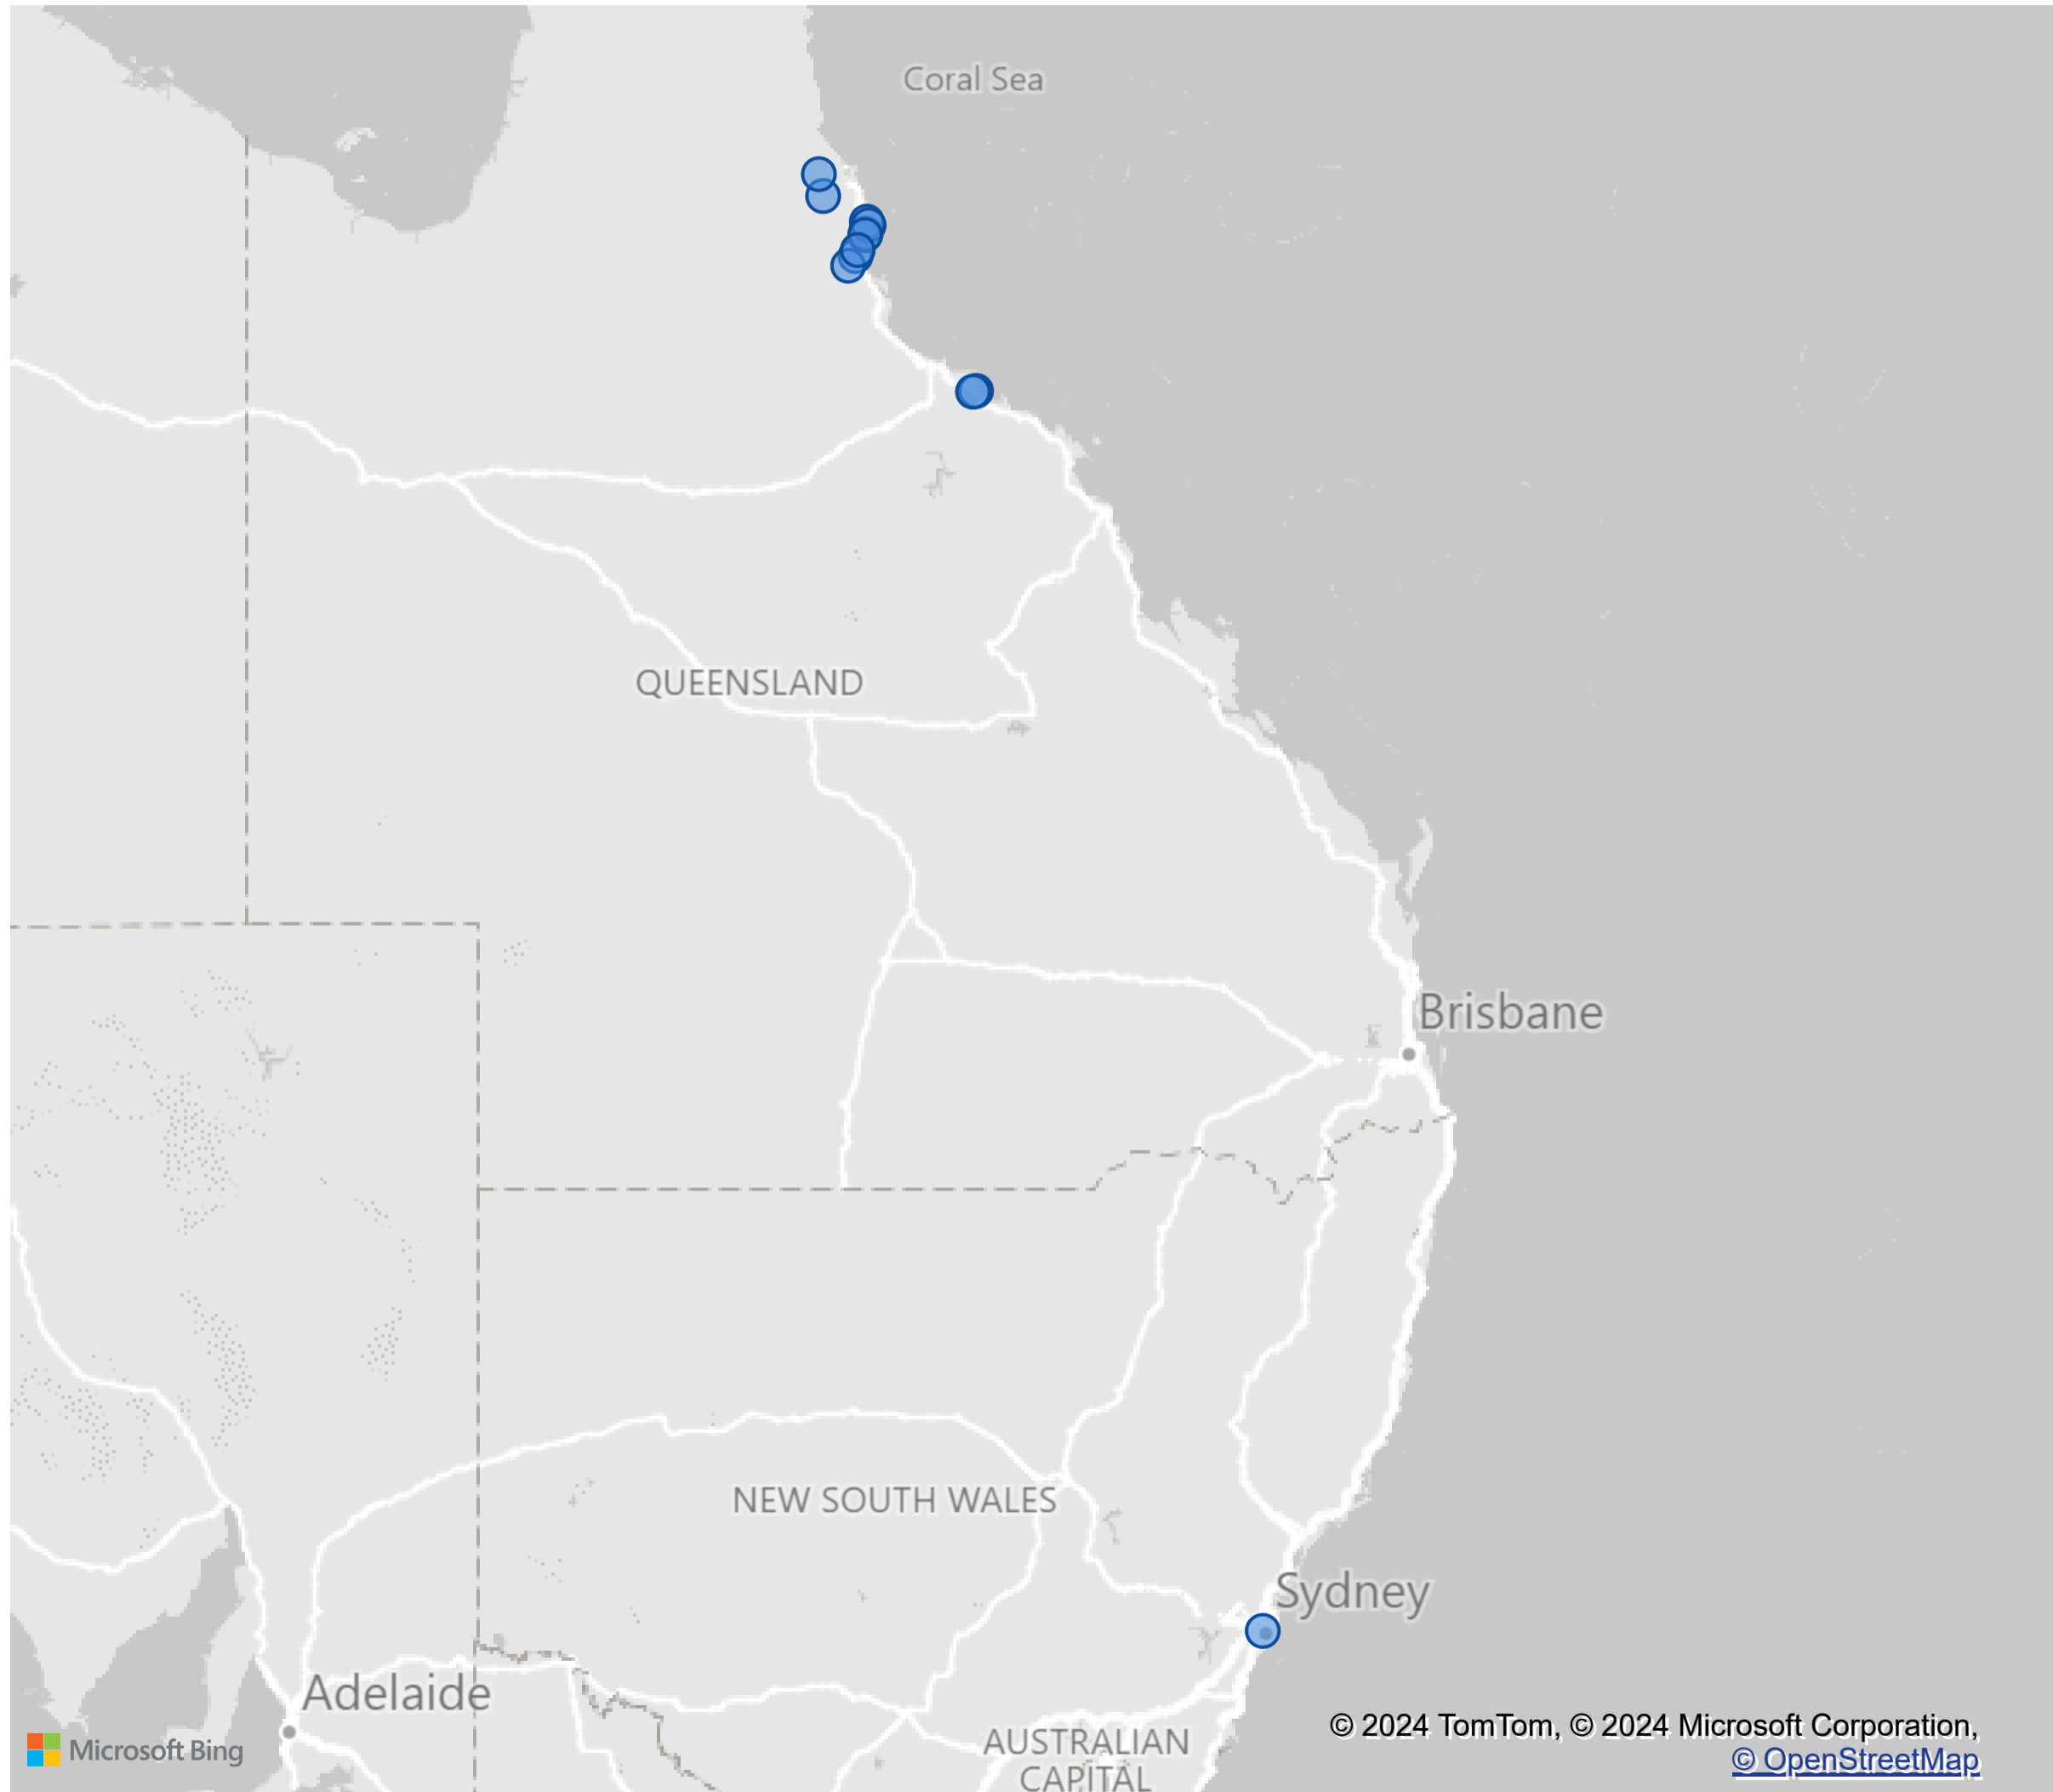 Coral Sea
QUEENSLAND
Brisbane
NEW SOUTH WALES
Sydney
Adelaide
AUSTRALIAN
CAPITAL
Microsoft Bing
© 2024 TomTom, © 2024 Microsoft Corporation,
© OpenStreetMap